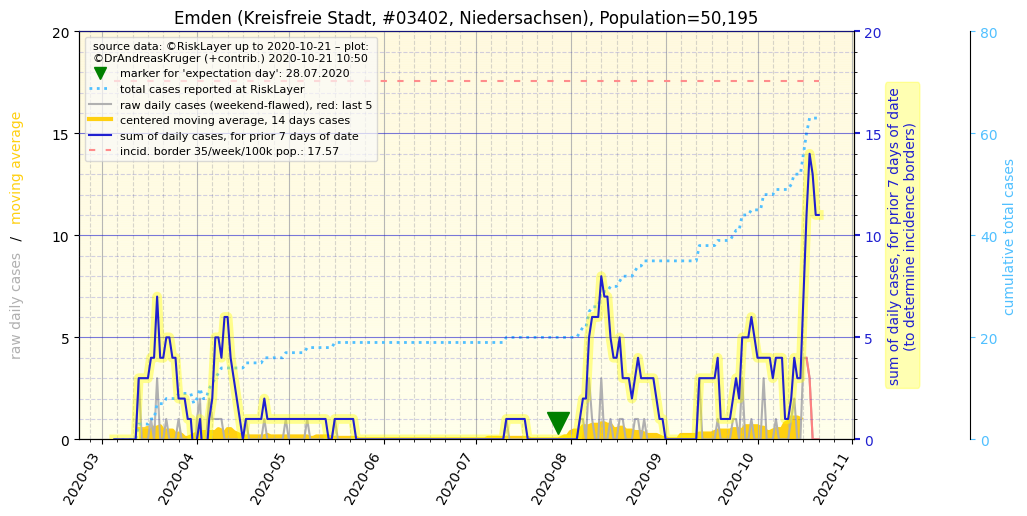 Emden (Kreisfreie Stadt, #03402, Niedersachsen), Population=50,195
source data: ©RiskLayer up to 2020-10-21 – plot:
©DrAndreasKruger (+contrib.) 2020-10-21 10:50
marker for 'expectation day': 28.07.2020
total cases reported at RiskLayer
raw daily cases (weekend-flawed), red: last 5
centered moving average, 14 days cases
sum of daily cases, for prior 7 days of date
incid. border 35/week/100k pop.: 17.57
raw daily cases / moving average
20
15
10
5
0
2020-03
2020-04
2020-05
2020-06
2020-07
2020-08
2020-09
2020-10
2020-11
20
15
10
5
0
sum of daily cases, for prior 7 days of date
(to determine incidence borders)
80
60
40
20
0
cumulative total cases